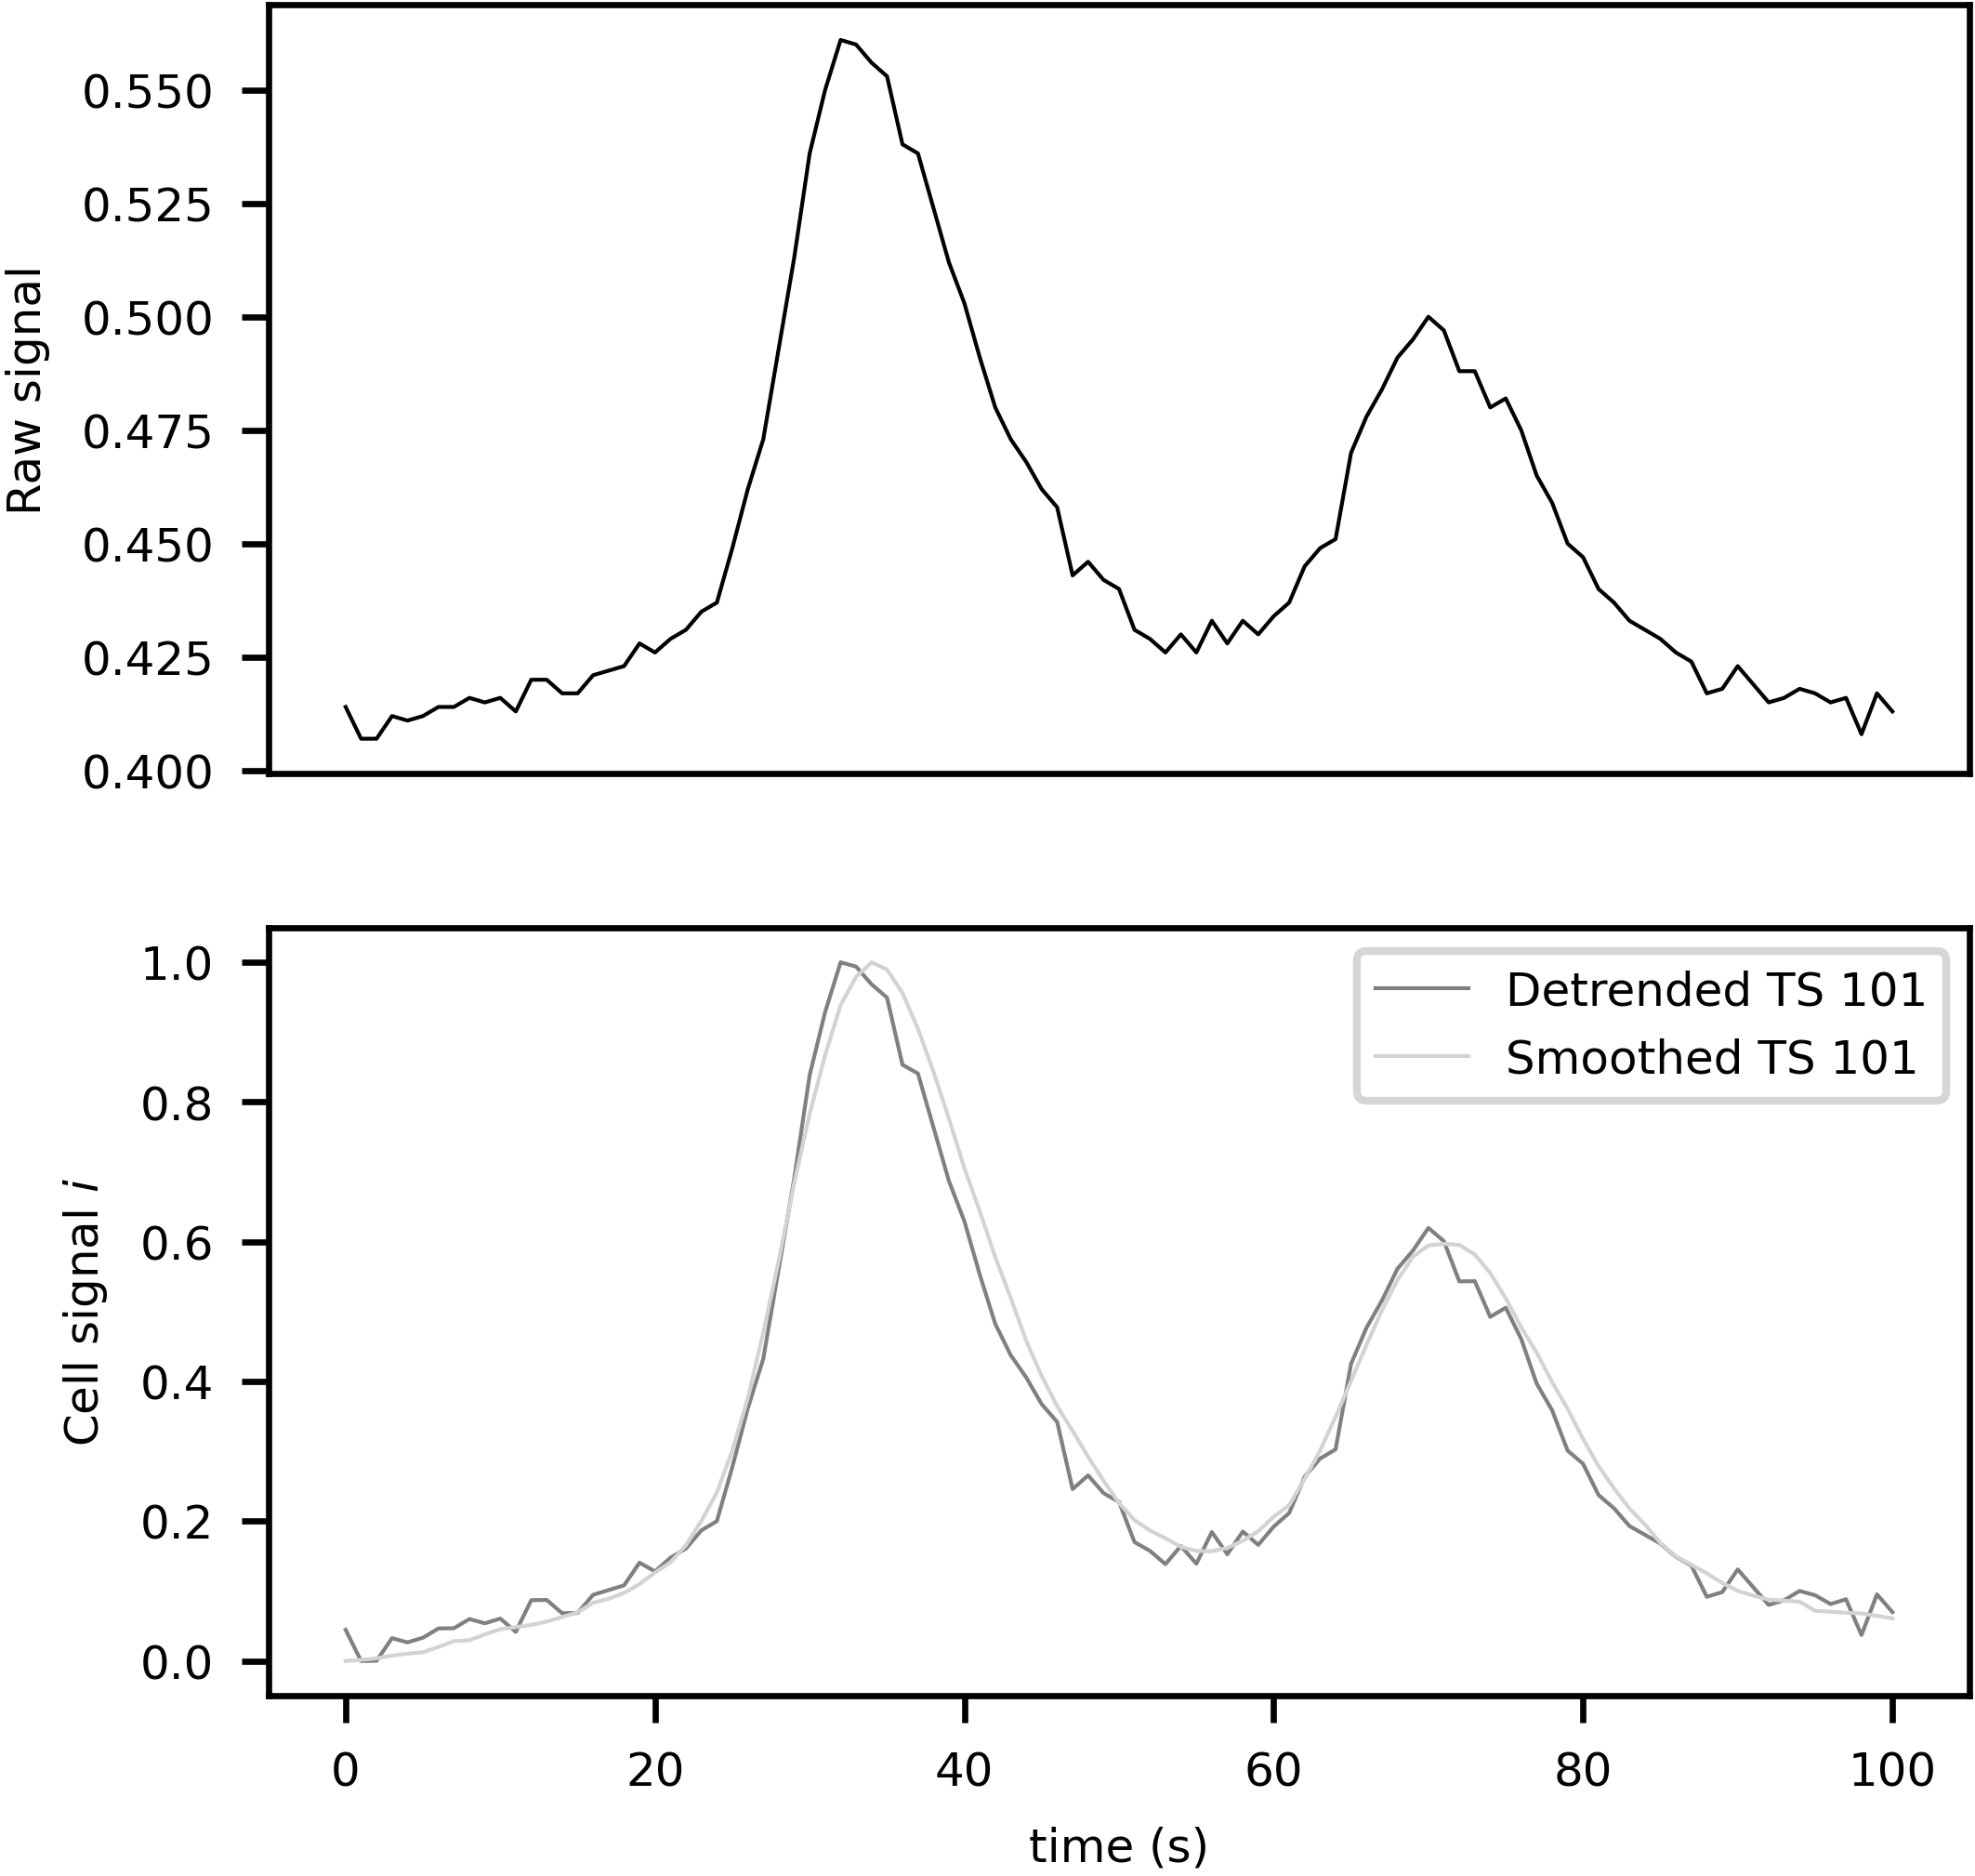 Raw signal
0.550
0.525
0.500
0.475
0.450
0.425
0.400
Cell signal i
1.0
0.8
0.6
0.4
0.2
0.0
Detrended TS 101
Smoothed TS 101
0 20 40 60 80 100
time (s)